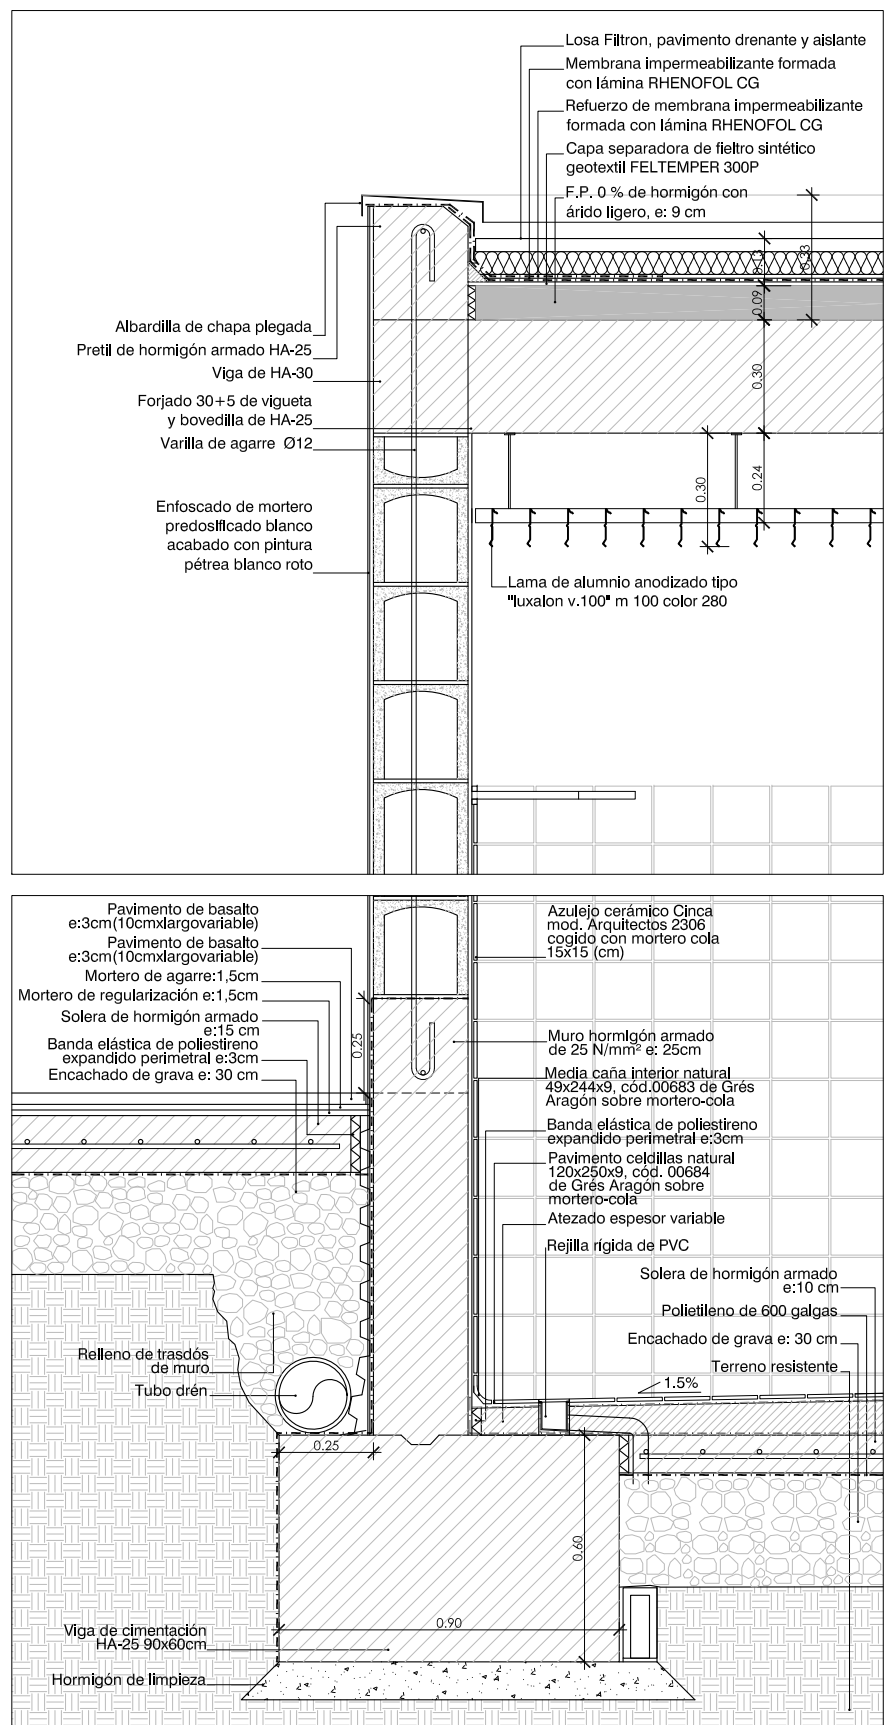 Losa Filtron, pavimento drenante y aislante
Membrana impermeabilizante formada
con lámina RHENOFOL CG
Refuerzo de membrana impermeabilizante
formada con lámina RHENOFOL CG
Capa separadora de fieltro sintético
geotextil FELTEMPER 300P
F.P. 0 % de hormigón con
árido ligero, e: 9 cm
0.33
0.13
0.09
Albardilla de chapa plegada
Pretil de hormigón armado HA-25
Viga de HA-30
Forjado 30+5 de vigueta
y bovedilla de HA-25
Varilla de agarre Ø12
0.30
0.30
0.24
Enfoscado de mortero
predosificado blanco
acabado con pintura
pétrea blanco roto
Lama de alumnio anodizado tipo
"luxalon v.100" m 100 color 280
Pavimento de basalto
e:3cm(10cmxlargovariable)
Pavimento de basalto
e:3cm(10cmxlargovariable)
Mortero de agarre:1,5cm
Mortero de regularización e:1,5cm
Solera de hormigón armado
e:15 cm
Banda elástica de poliestireno
expandido perimetral e:3cm
Encachado de grava e: 30 cm
0.25
Azulejo cerámico Cinca
mod. Arquitectos 2306
cogido con mortero cola
15x15 (cm)
Muro hormigón armado
de 25 N/mm² e: 25cm
Media caña interior natural
49x244x9, cód.00683 de Grés
Aragón sobre mortero-cola
Banda elástica de poliestireno
expandido perimetral e:3cm
Pavimento celdillas natural
120x250x9, cód. 00684
de Grés Aragón sobre
mortero-cola
Atezado espesor variable
Rejilla rígida de PVC
Solera de hormigón armado
e:10 cm
Polietileno de 600 galgas
Encachado de grava e: 30 cm
Terreno resistente
1.5%
Relleno de trasdós
de muro
Tubo drén
0.25
0.60
0.90
Viga de cimentación
HA-25 90x60cm
Hormigón de limpieza